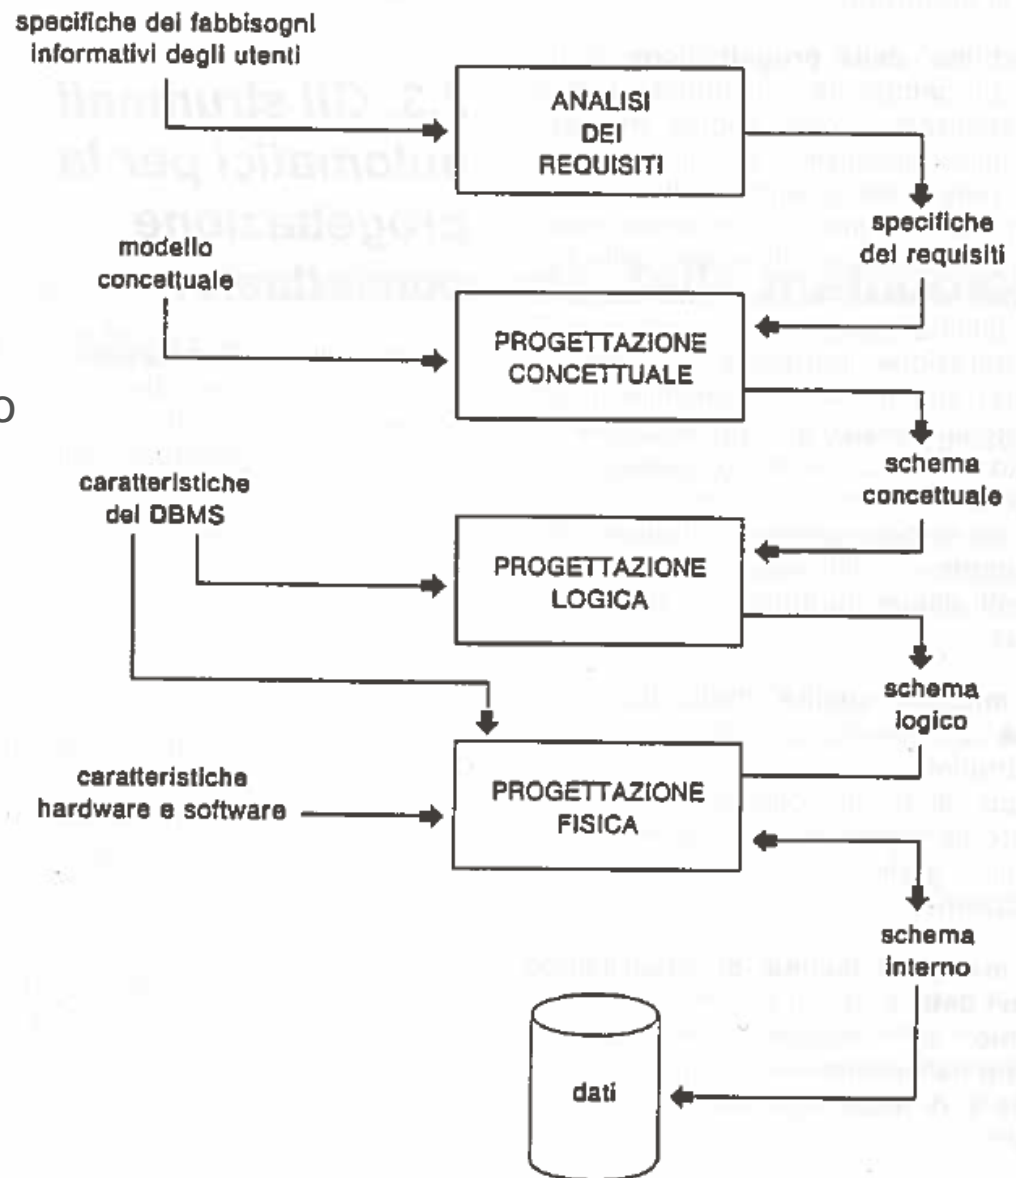 specifiche dei fabbisogni
informativi degli utenti
ANALISI
DEI
REQUISITI
specifiche
dei requisiti
modello
concettuale
PROGETTAZIONE
CONCETTUALE
O
schema
concettuale
caratteristiche
del DBMS
PROGETTAZIONE
LOGICA
schema
logico
caratteristiche
hardware e software
PROGETTAZIONE
FISICA
schema
interno
dati